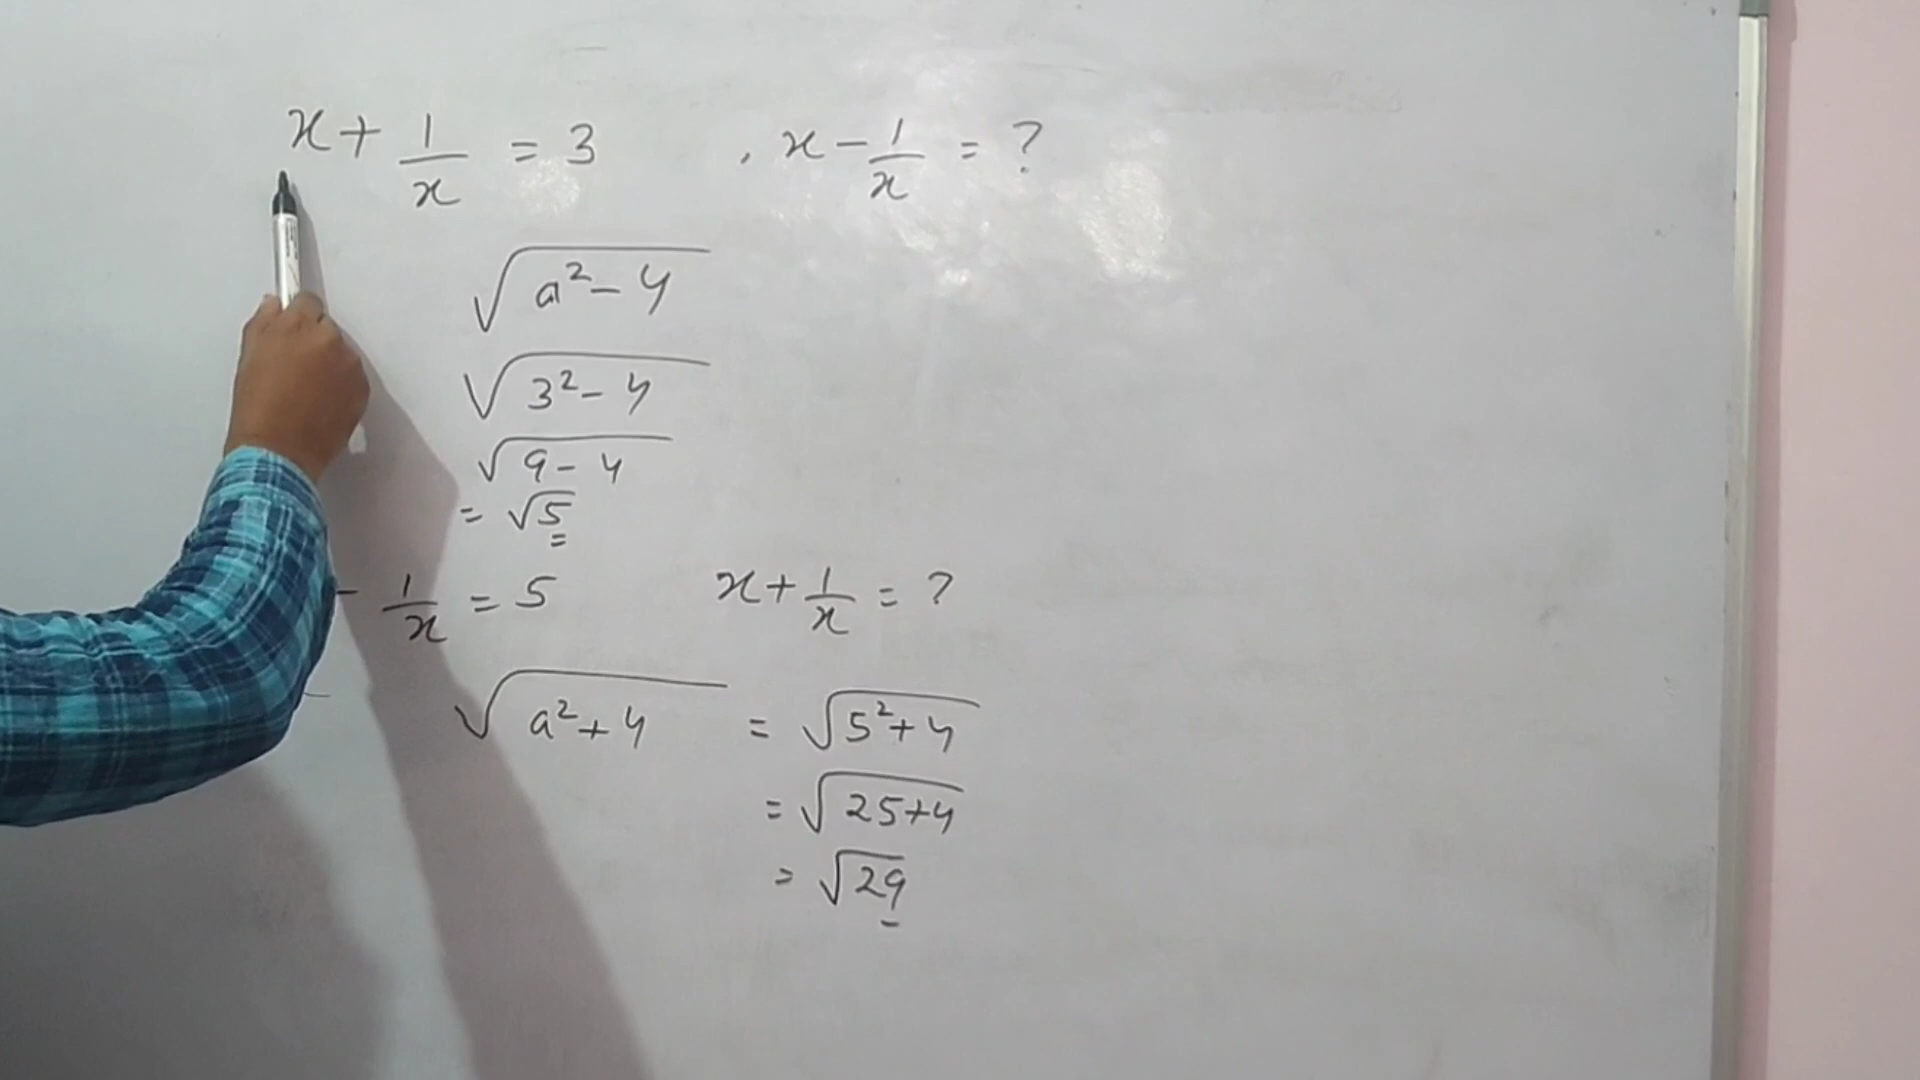 x + 1/x = 3 , x - 1/x = ?
√(a² - 4)
√(3² - 4)
√(9 - 4)
= √5
- 1/x = 5 x + 1/x = ?
√(a² + 4) = √(5² + 4)
= √(25 + 4)
= √29